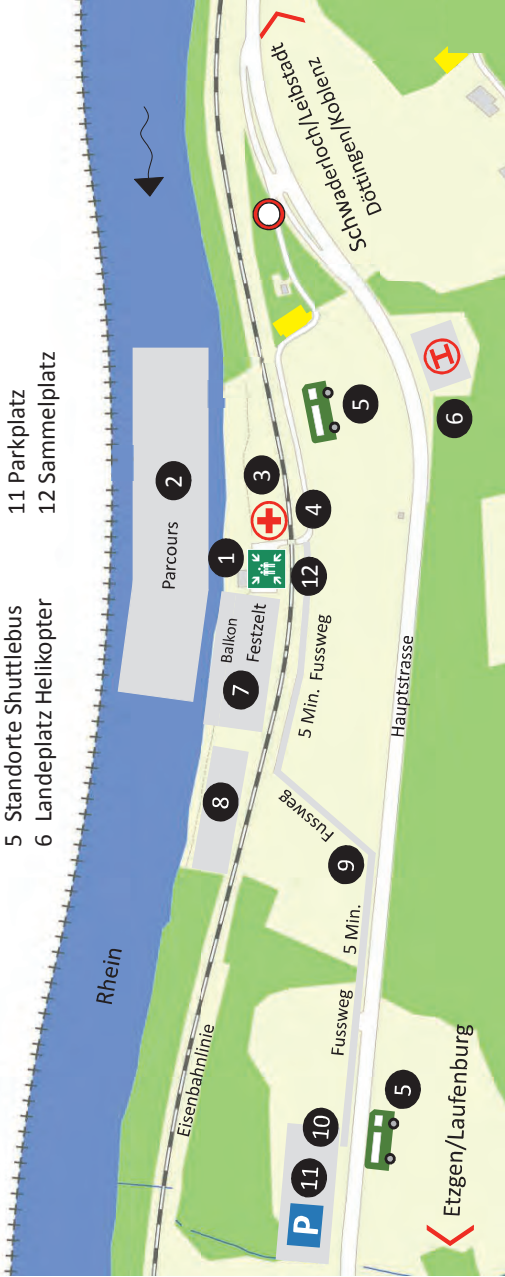 5 Standorte Shuttlebus
6 Landeplatz Helikopter
11 Parkplatz
12 Sammelplatz
Rhein
Parcours
2
1
3
Balkon
Festzelt
7
8
12
4
5
6
H
Schwaderloch/Leibstadt
Döttingen/Koblenz
5 Min. Fussweg
Fussweg
9
Hauptstrasse
5 Min.
Fussweg
Eisenbahnlinie
P
11
10
5
Etzgen/Laufenburg